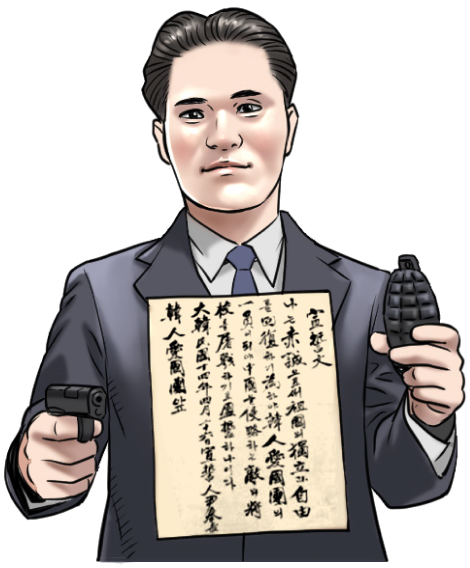 宣誓文
나는 赤誠으로써 祖國의 獨立과 自由
를 回復하기 爲하야 韓人愛國團의
一員이 되야 中國을 侵略하는 敵의 將
校를 屠戮하기로 盟誓하나이다
大韓民國十四年四月二十六日 宣誓人 尹奉吉
韓人愛國團앞